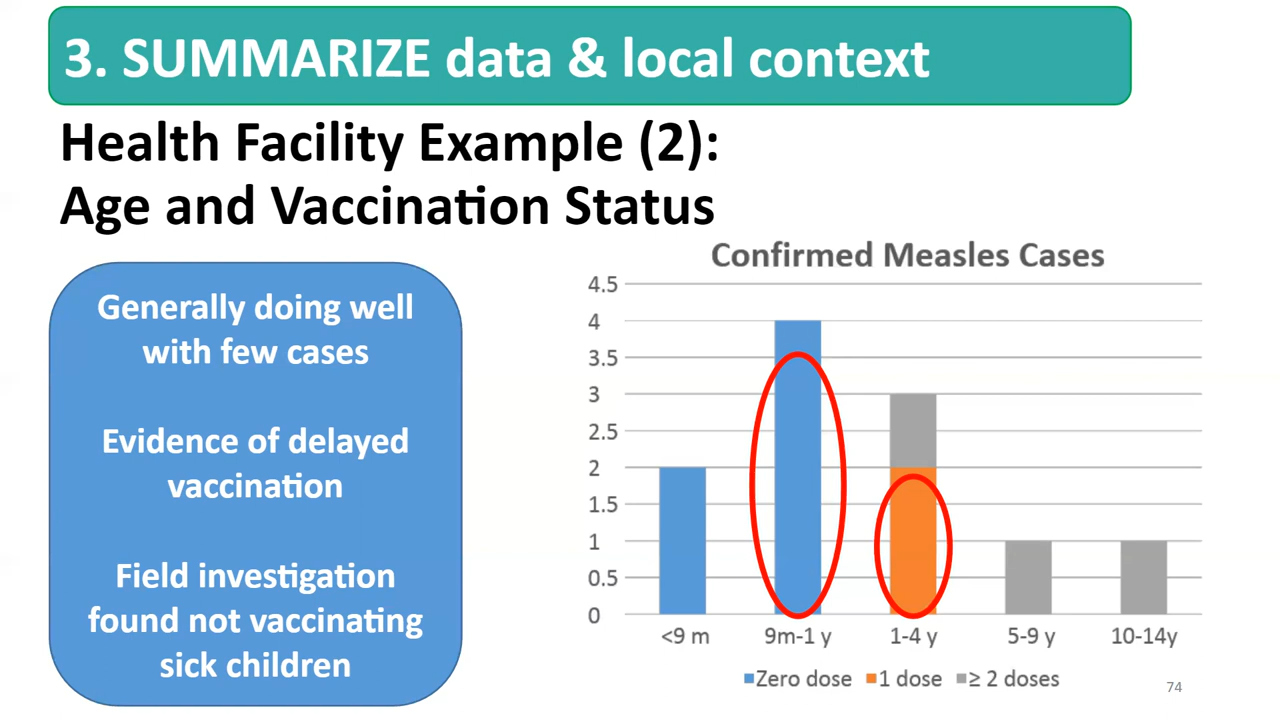 3. SUMMARIZE data & local context
Health Facility Example (2):
Age and Vaccination Status
Generally doing well
with few cases
Evidence of delayed
vaccination
Field investigation
found not vaccinating
sick children
Confirmed Measles Cases
4.5
4
3.5
3
2.5
2
1.5
1
0.5
0
<9 m 9m-1 y 1-4 y 5-9 y 10-14y
Zero dose 1 dose ≥ 2 doses
74